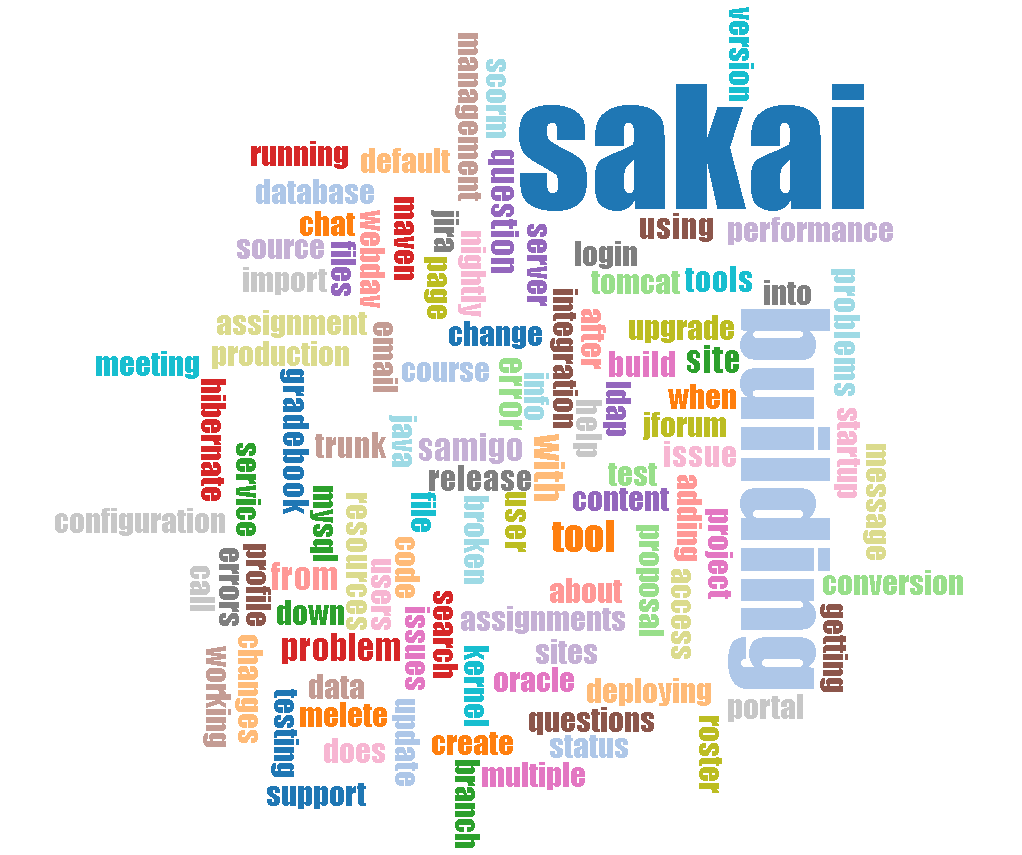 version
management
scorm
sakai
running
default
question
database
maven
chat
webdav
jira
using
performance
source
files
nightly
server
login
import
page
tomcat
tools
problems
into
integration
assignment
email
change
after
upgrade
building
meeting
production
course
error
info
build
site
hibernate
gradebook
ldap
when
java
help
jforum
startup
trunk
samigo
with
issue
message
service
release
test
mysql
resources
file
broken
user
content
adding
configuration
tool
project
proposal
errors
profile
code
call
from
users
about
access
conversion
down
issues
search
assignments
getting
problem
sites
working
changes
kernel
oracle
data
deploying
testing
melete
update
questions
portal
does
create
status
roster
support
branch
multiple